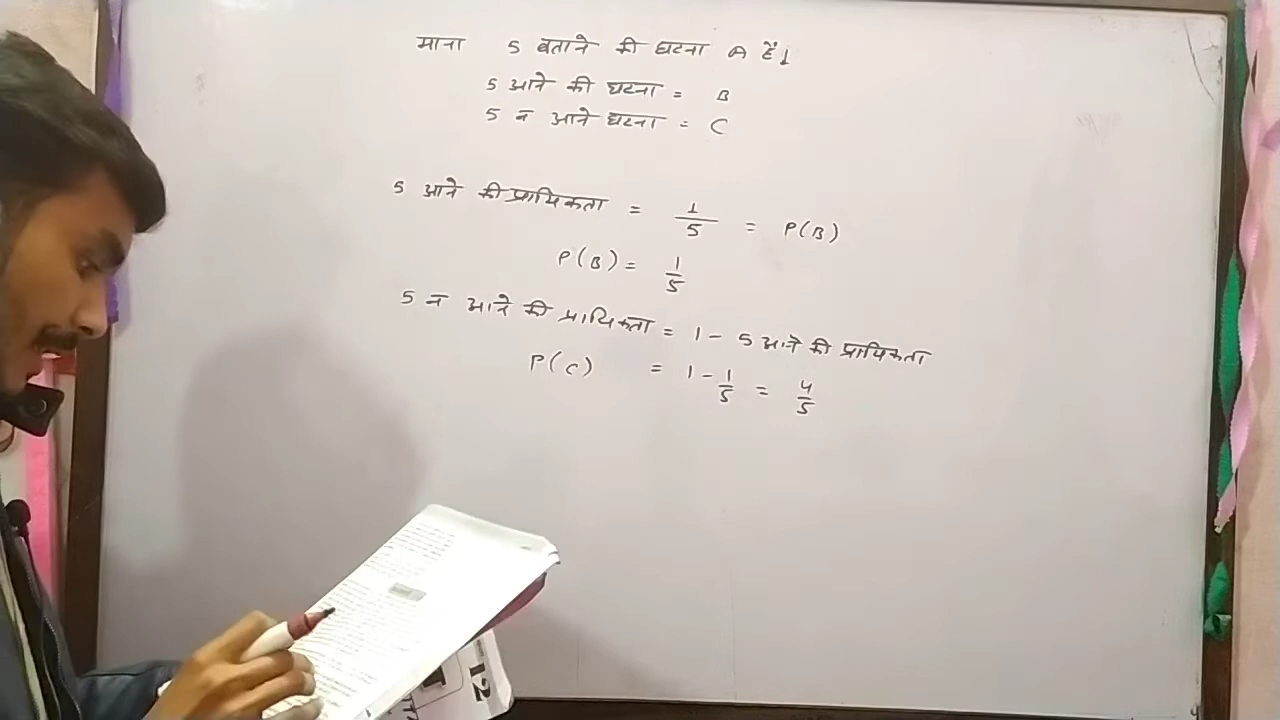 माना 5 बताने की घटना A है।
5 आने की घटना = B
5 न आने घटना = C
5 आने की प्रायिकता = 1/5 = P(B)
P(B) = 1/5
5 न आने की प्रायिकता = 1 - 5 आने की प्रायिकता
P(C) = 1 - 1/5 = 4/5
12